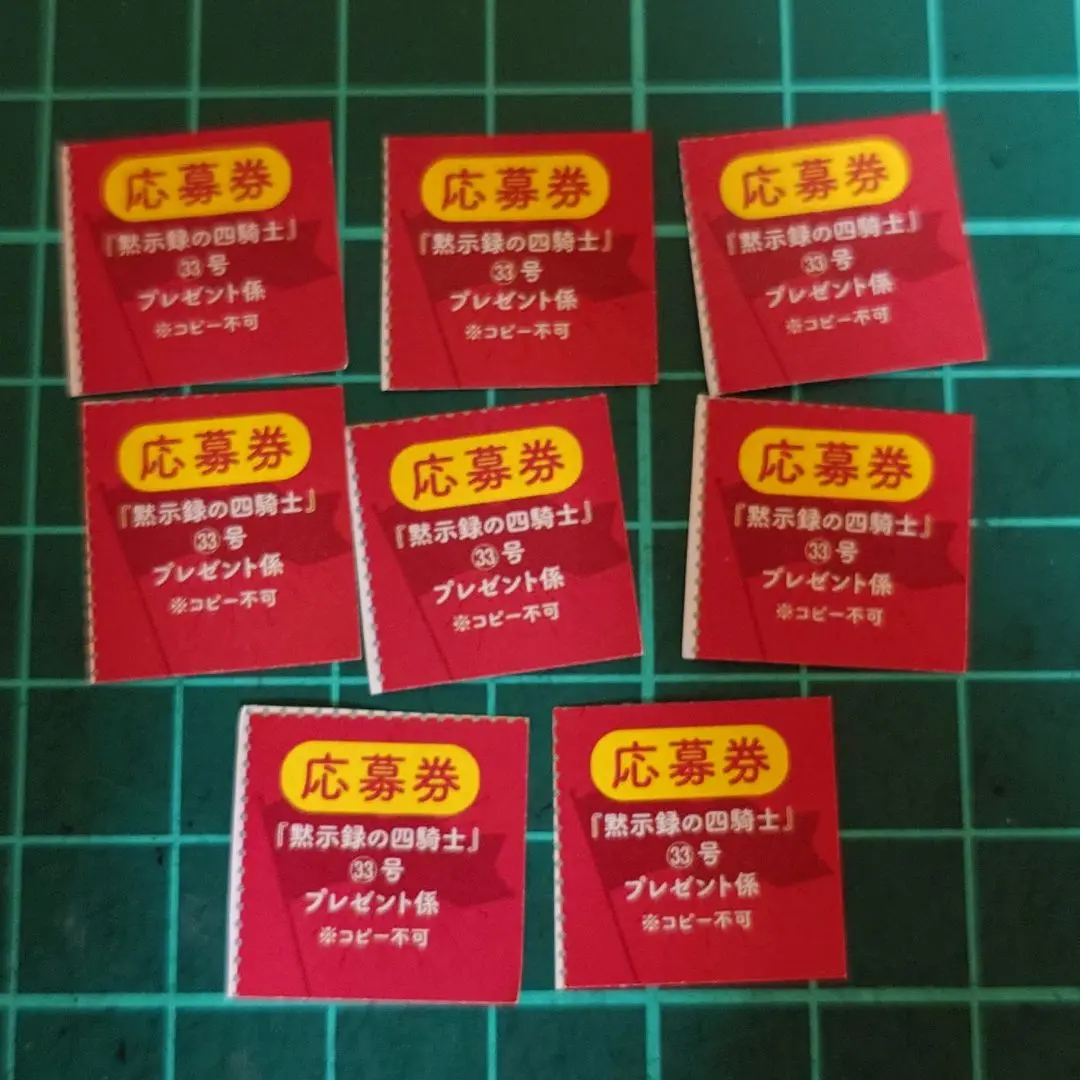 応募券
『黙示録の四騎士』
㉝号
プレゼント係
※コピー不可
応募券
『黙示録の四騎士』
㉝号
プレゼント係
※コピー不可
応募券
『黙示録の四騎士』
㉝号
プレゼント係
※コピー不可
応募券
『黙示録の四騎士』
㉝号
プレゼント係
※コピー不可
応募券
『黙示録の四騎士』
㉝号
プレゼント係
※コピー不可
応募券
『黙示録の四騎士』
㉝号
プレゼント係
※コピー不可
応募券
『黙示録の四騎士』
㉝号
プレゼント係
※コピー不可
応募券
『黙示録の四騎士』
㉝号
プレゼント係
※コピー不可